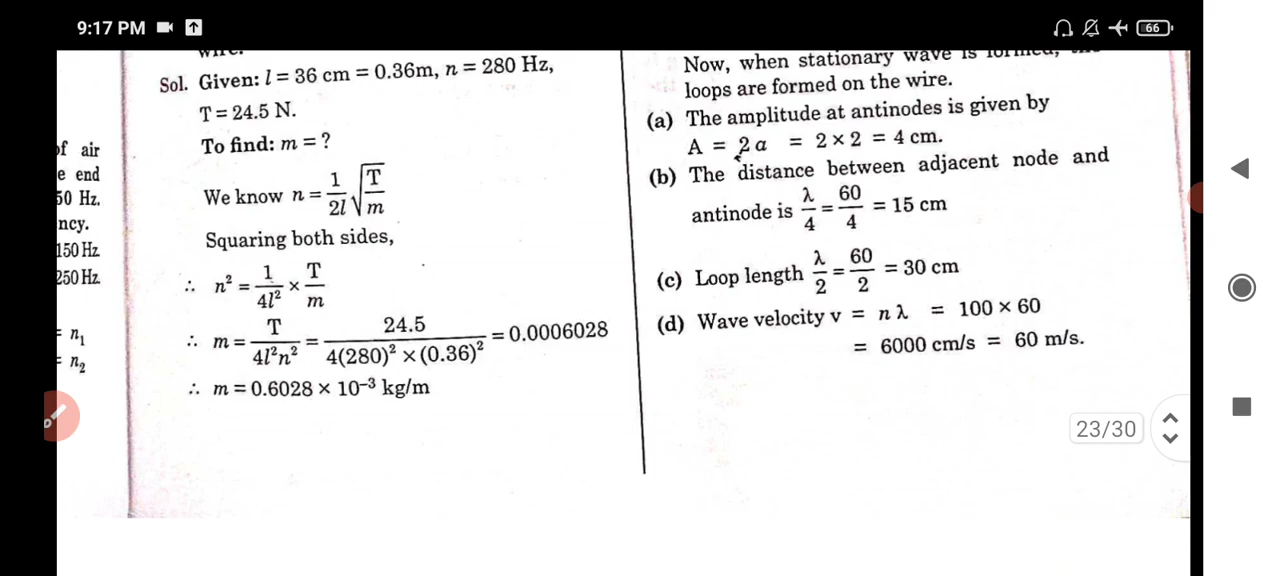 9:17 PM
66
wire.
Sol. Given: l = 36 cm = 0.36m, n = 280 Hz,
T = 24.5 N.
To find: m = ?
We know n = 1/2l √(T/m)
Squaring both sides,
∴ n² = 1/4l² × T/m
∴ m = T/4l²n² = 24.5/4(280)² × (0.36)² = 0.0006028
∴ m = 0.6028 × 10⁻³ kg/m
of air
e end
50 Hz.
ncy.
150 Hz
250 Hz
= n₁
= n₂
Now, when stationary wave is formed,
loops are formed on the wire.
(a) The amplitude at antinodes is given by
A = 2a = 2 × 2 = 4 cm.
(b) The distance between adjacent node and
antinode is λ/4 = 60/4 = 15 cm
(c) Loop length λ/2 = 60/2 = 30 cm
(d) Wave velocity v = n λ = 100 × 60
= 6000 cm/s = 60 m/s.
23/30